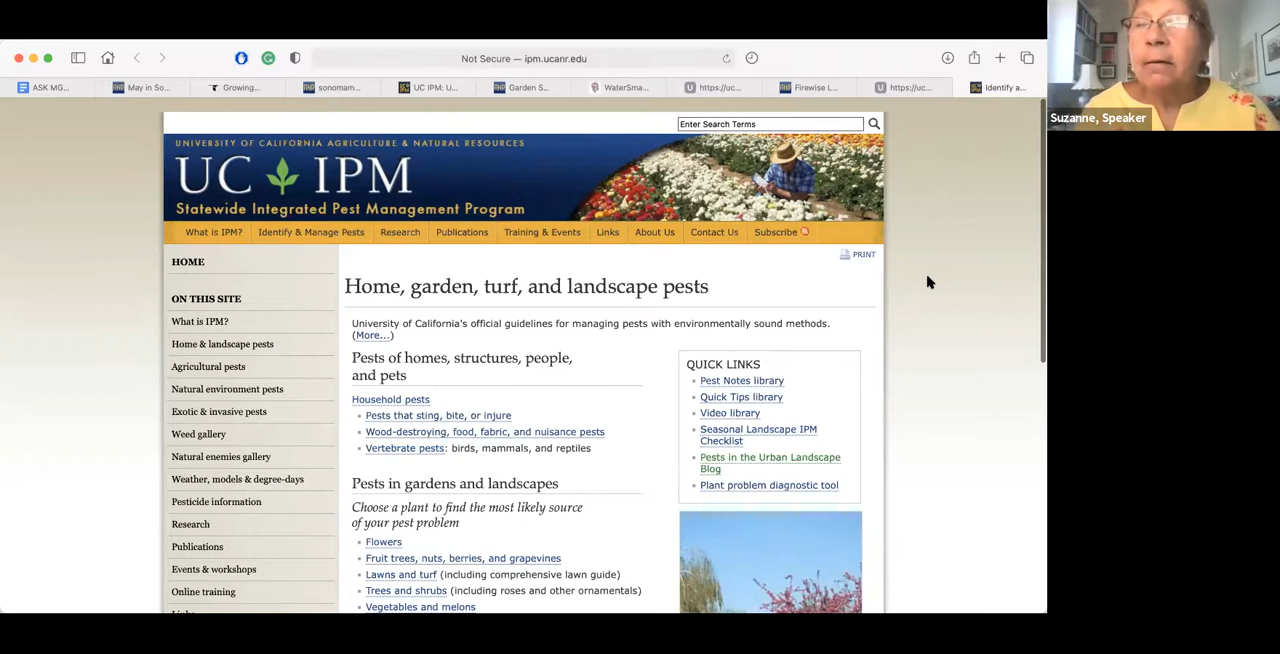 Not Secure — ipm.ucanr.edu
ASK MG...
May in So...
Growing...
sonomam...
UC IPM: U...
Garden S...
WaterSma...
https://uc...
Firewise L...
https://uc...
Identify a...
Suzanne, Speaker
Enter Search Terms
UNIVERSITY OF CALIFORNIA AGRICULTURE & NATURAL RESOURCES
UC IPM
Statewide Integrated Pest Management Program
What is IPM?
Identify & Manage Pests
Research
Publications
Training & Events
Links
About Us
Contact Us
Subscribe
HOME
ON THIS SITE
What is IPM?
Home & landscape pests
Agricultural pests
Natural environment pests
Exotic & invasive pests
Weed gallery
Natural enemies gallery
Weather, models & degree-days
Pesticide information
Research
Publications
Events & workshops
Online training
Links
PRINT
Home, garden, turf, and landscape pests
University of California's official guidelines for managing pests with environmentally sound methods.
(More...)
Pests of homes, structures, people,
and pets
Household pests
Pests that sting, bite, or injure
Wood-destroying, food, fabric, and nuisance pests
Vertebrate pests: birds, mammals, and reptiles
Pests in gardens and landscapes
Choose a plant to find the most likely source
of your pest problem
Flowers
Fruit trees, nuts, berries, and grapevines
Lawns and turf (including comprehensive lawn guide)
Trees and shrubs (including roses and other ornamentals)
Vegetables and melons
QUICK LINKS
Pest Notes library
Quick Tips library
Video library
Seasonal Landscape IPM
Checklist
Pests in the Urban Landscape
Blog
Plant problem diagnostic tool